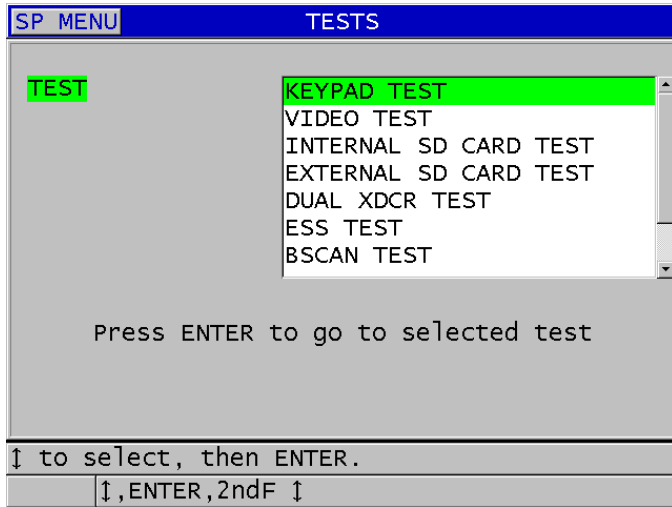 SP MENU TESTS
TEST
KEYPAD TEST
VIDEO TEST
INTERNAL SD CARD TEST
EXTERNAL SD CARD TEST
DUAL XDCR TEST
ESS TEST
BSCAN TEST
Press ENTER to go to selected test
↕ to select, then ENTER.
↕,ENTER,2ndF ↕